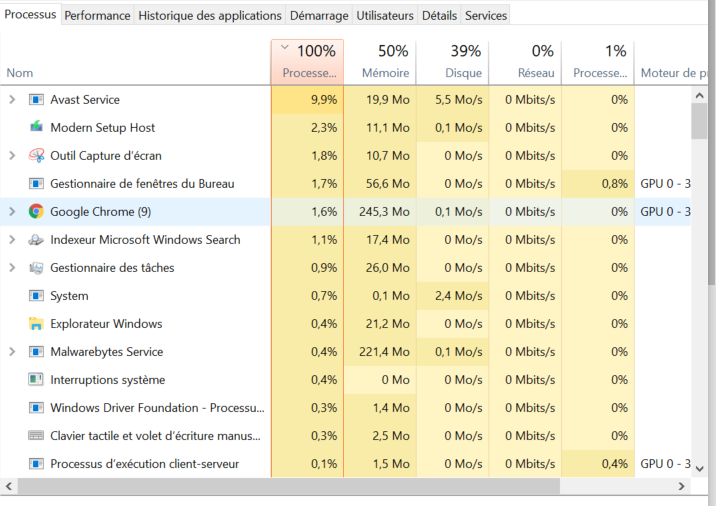 Processus Performance Historique des applications Démarrage Utilisateurs Détails Services
100% 50% 39% 0% 1%
Nom Processe... Mémoire Disque Réseau Processe... Moteur de
Avast Service 9,9% 19,9 Mo 5,5 Mo/s 0 Mbits/s 0%
Modern Setup Host 2,3% 11,1 Mo 0,1 Mo/s 0 Mbits/s 0%
Outil Capture d'écran 1,8% 10,7 Mo 0 Mo/s 0 Mbits/s 0%
Gestionnaire de fenêtres du Bureau 1,7% 56,6 Mo 0 Mo/s 0 Mbits/s 0,8% GPU 0 - 3
Google Chrome (9) 1,6% 245,3 Mo 0,1 Mo/s 0 Mbits/s 0% GPU 0 - 3
Indexeur Microsoft Windows Search 1,1% 17,4 Mo 0 Mo/s 0 Mbits/s 0%
Gestionnaire des tâches 0,9% 26,0 Mo 0 Mo/s 0 Mbits/s 0%
System 0,7% 0,1 Mo 2,4 Mo/s 0 Mbits/s 0%
Explorateur Windows 0,4% 21,2 Mo 0 Mo/s 0 Mbits/s 0%
Malwarebytes Service 0,4% 221,4 Mo 0,1 Mo/s 0 Mbits/s 0%
Interruptions système 0,4% 0 Mo 0 Mo/s 0 Mbits/s 0%
Windows Driver Foundation - Processu... 0,3% 1,4 Mo 0 Mo/s 0 Mbits/s 0%
Clavier tactile et volet d'écriture manus... 0,3% 2,5 Mo 0 Mo/s 0 Mbits/s 0%
Processus d'exécution client-serveur 0,1% 1,5 Mo 0 Mo/s 0 Mbits/s 0,4% GPU 0 - 3